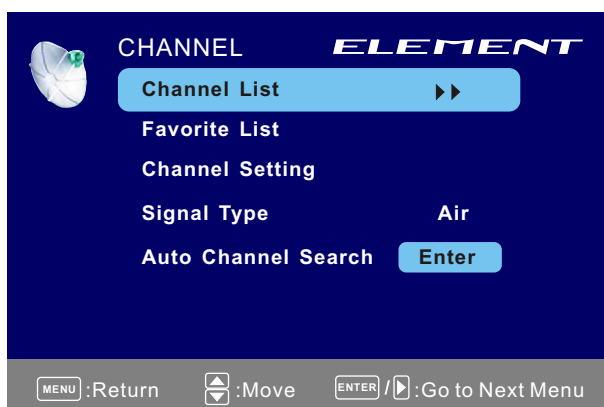 CHANNEL ELEMENT
Channel List
Favorite List
Channel Setting
Signal Type Air
Auto Channel Search Enter
MENU :Return :Move ENTER / :Go to Next Menu